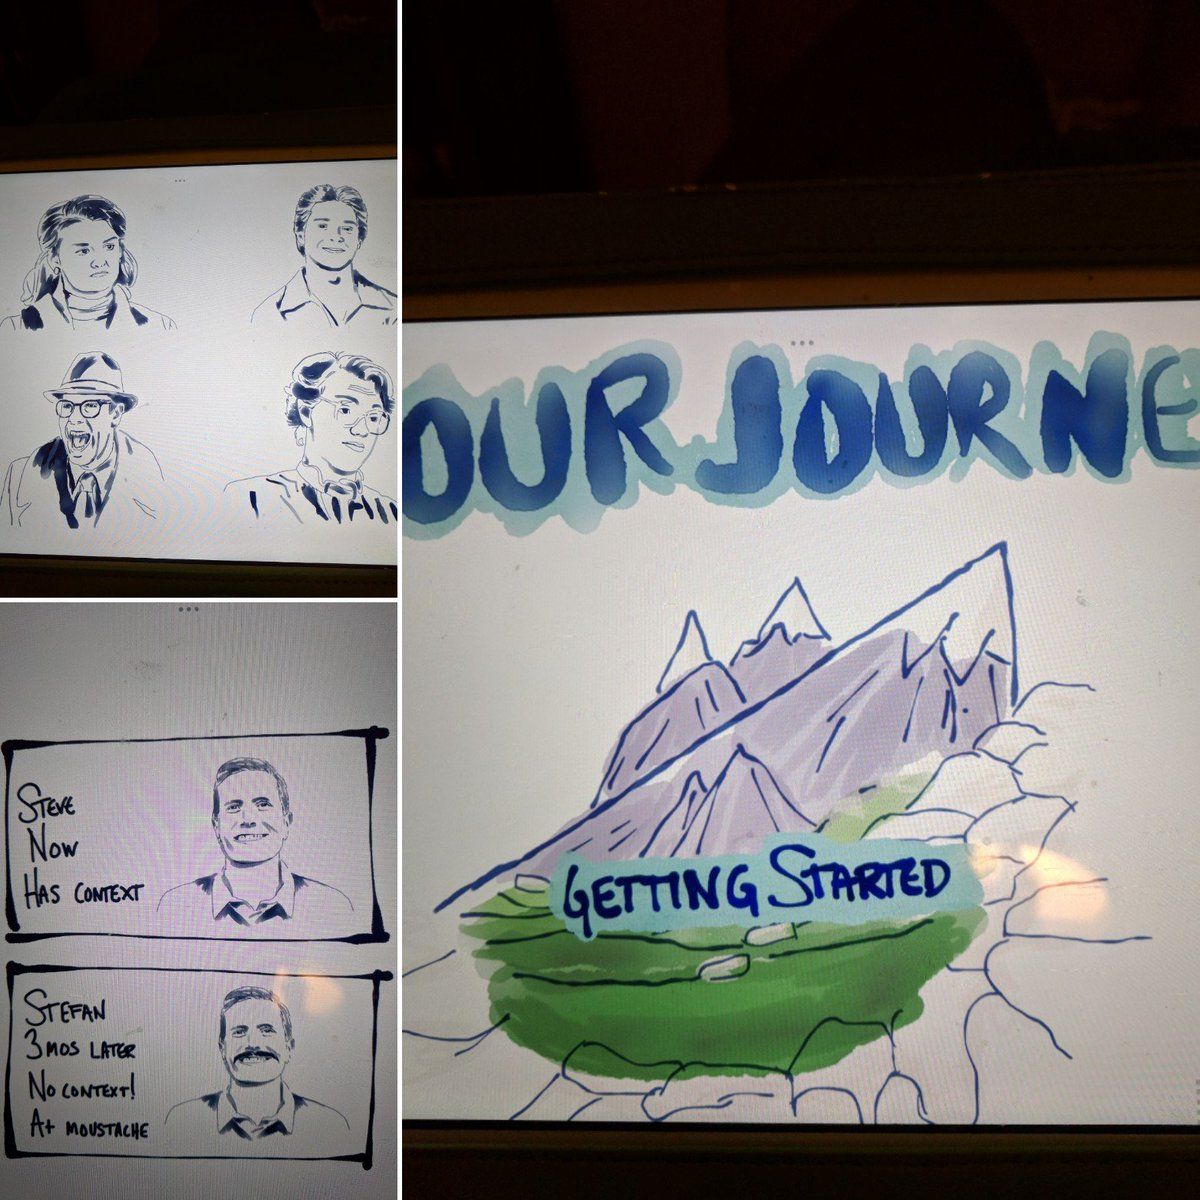 STEVE
NOW
HAS CONTEXT
STEFAN
3 MOS LATER
NO CONTEXT!
A+ MOUSTACHE
OUR JOURNE
GETTING STARTED